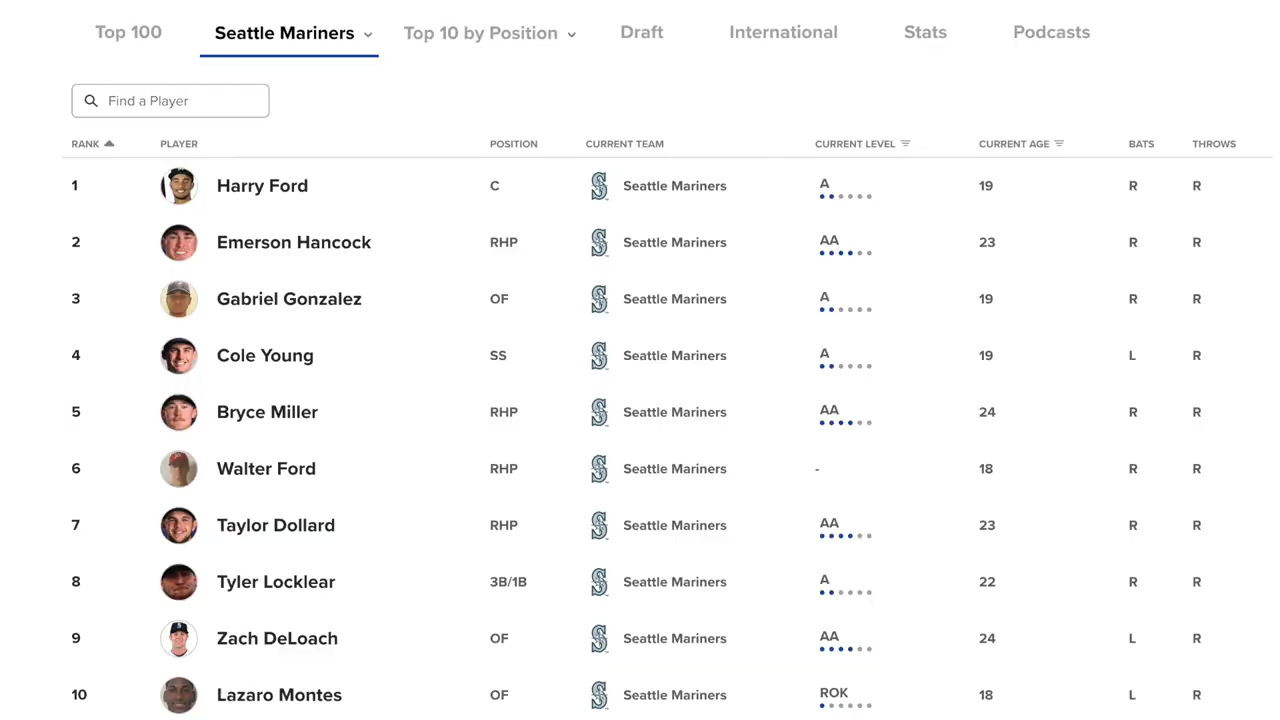 Top 100 Seattle Mariners Top 10 by Position Draft International Stats Podcasts
Find a Player
RANK PLAYER POSITION CURRENT TEAM CURRENT LEVEL CURRENT AGE BATS THROWS
1 Harry Ford C Seattle Mariners A 19 R R
2 Emerson Hancock RHP Seattle Mariners AA 23 R R
3 Gabriel Gonzalez OF Seattle Mariners A 19 R R
4 Cole Young SS Seattle Mariners A 19 L R
5 Bryce Miller RHP Seattle Mariners AA 24 R R
6 Walter Ford RHP Seattle Mariners - 18 R R
7 Taylor Dollard RHP Seattle Mariners AA 23 R R
8 Tyler Locklear 3B/1B Seattle Mariners A 22 R R
9 Zach DeLoach OF Seattle Mariners AA 24 L R
10 Lazaro Montes OF Seattle Mariners ROK 18 L R